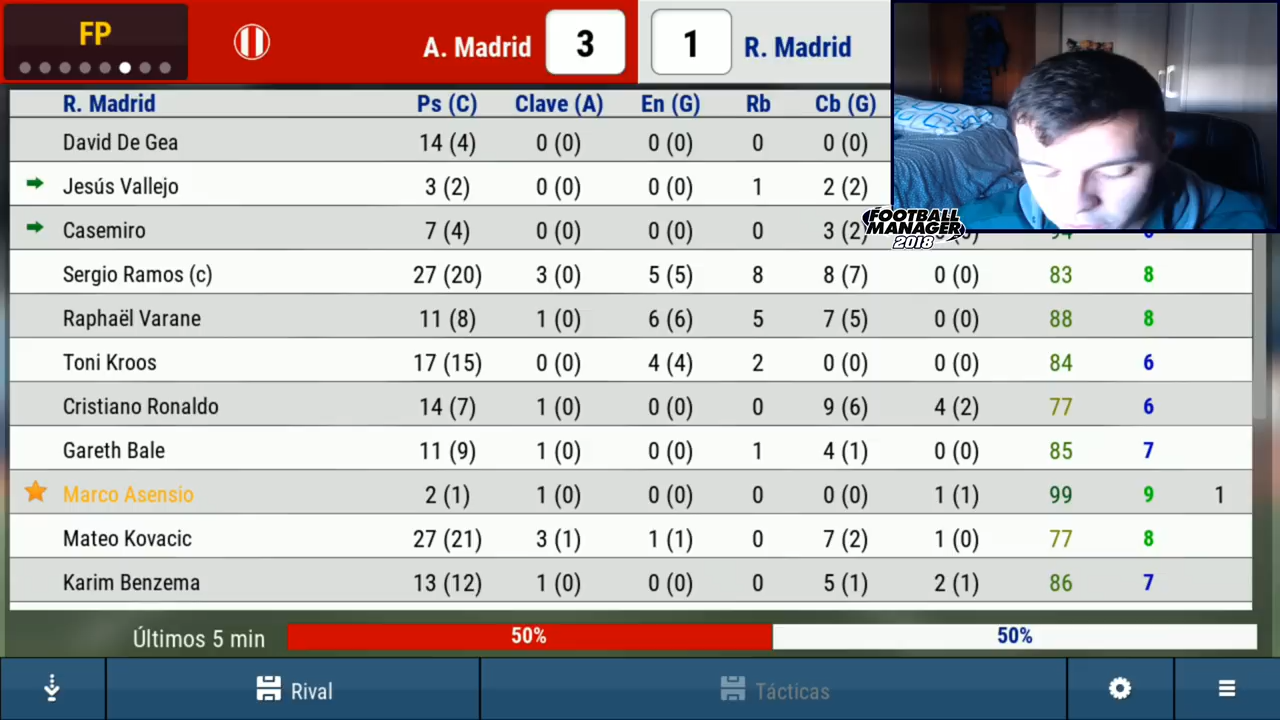 FP
A. Madrid 3 1 R. Madrid
R. Madrid Ps (C) Clave (A) En (G) Rb Cb (G)
David De Gea 14 (4) 0 (0) 0 (0) 0 0 (0)
Jesús Vallejo 3 (2) 0 (0) 0 (0) 1 2 (2)
Casemiro 7 (4) 0 (0) 0 (0) 0 3 (2)
FOOTBALL
MANAGER
2018
Sergio Ramos (c) 27 (20) 3 (0) 5 (5) 8 8 (7) 0 (0) 83 8
Raphaël Varane 11 (8) 1 (0) 6 (6) 5 7 (5) 0 (0) 88 8
Toni Kroos 17 (15) 0 (0) 4 (4) 2 0 (0) 0 (0) 84 6
Cristiano Ronaldo 14 (7) 1 (0) 0 (0) 0 9 (6) 4 (2) 77 6
Gareth Bale 11 (9) 1 (0) 0 (0) 1 4 (1) 0 (0) 85 7
Marco Asensio 2 (1) 1 (0) 0 (0) 0 0 (0) 1 (1) 99 9 1
Mateo Kovacic 27 (21) 3 (1) 1 (1) 0 7 (2) 1 (0) 77 8
Karim Benzema 13 (12) 1 (0) 0 (0) 0 5 (1) 2 (1) 86 7
Últimos 5 min 50% 50%
Rival Tácticas